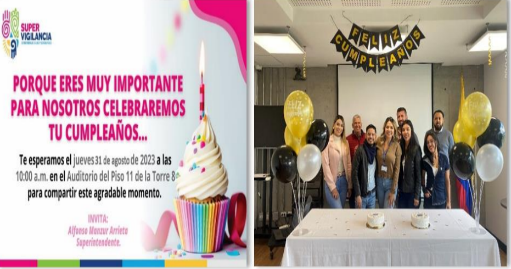 SUPER
VIGILANCIA
PORQUE ERES MUY IMPORTANTE
PARA NOSOTROS CELEBRAREMOS
TU CUMPLEAÑOS...
Te esperamos el jueves 31 de agosto de 2023 a las
10:00 a.m. en el Auditorio del Piso 11 de la Torre 8
para compartir este agradable momento.
INVITA:
Alfonso Manzur Arrieta
Superintendente.
FELIZ
CUMPLEAÑOS